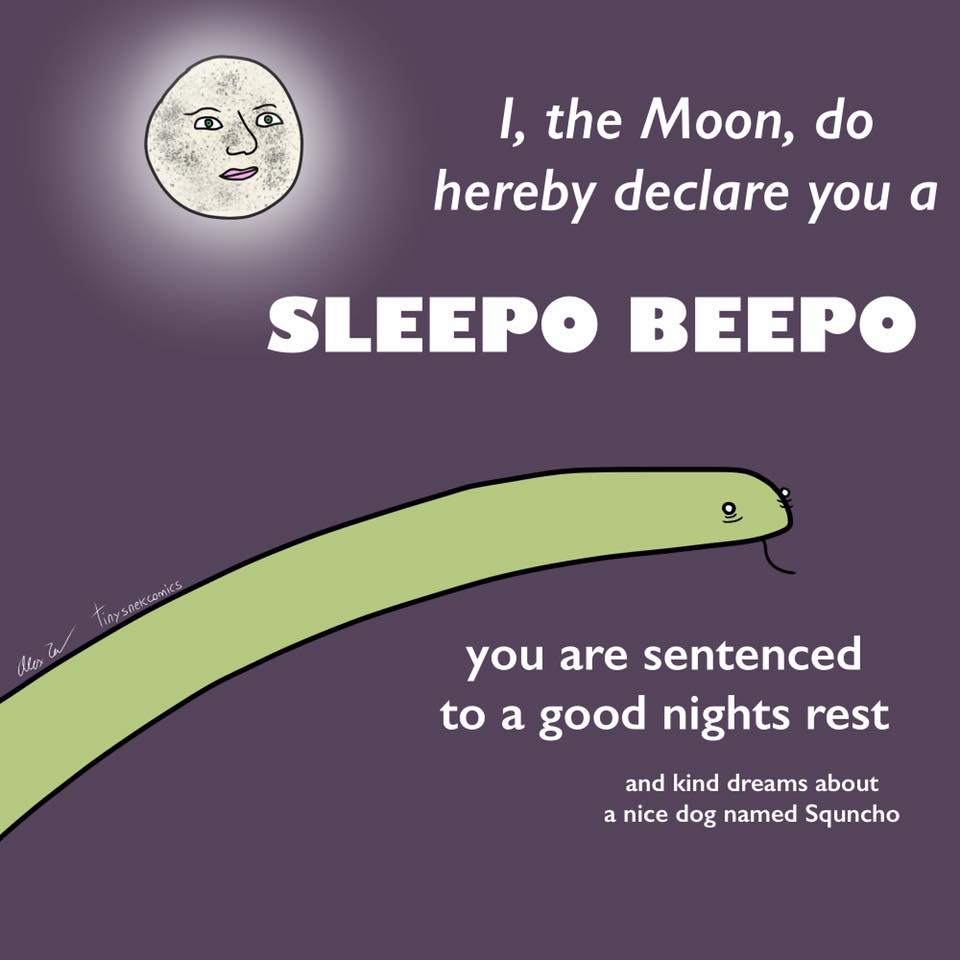 I, the Moon, do
hereby declare you a
SLEEPO BEEPO
tinysnekcomics
you are sentenced
to a good nights rest
and kind dreams about
a nice dog named Squncho